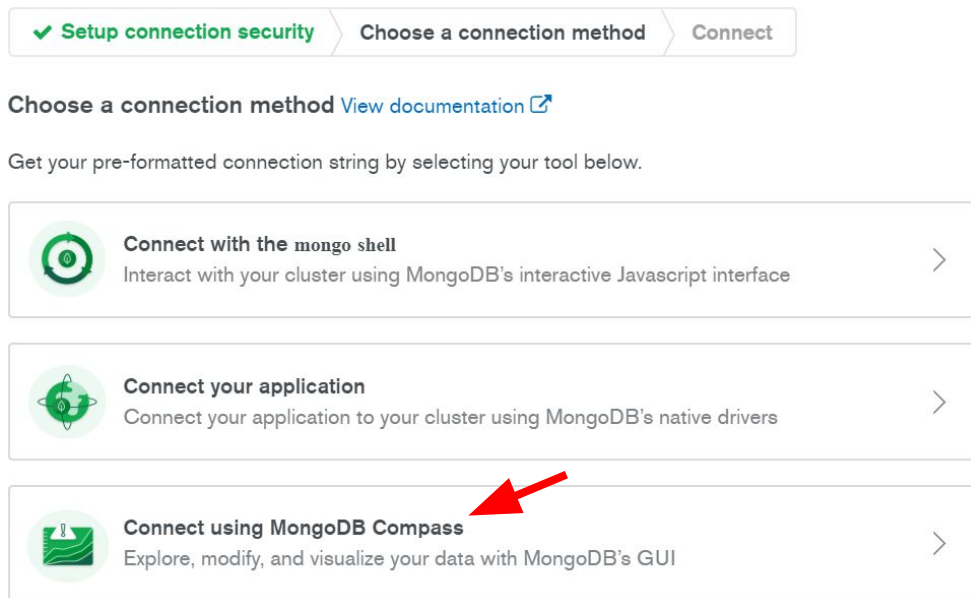 Setup connection security
Choose a connection method
Connect
Choose a connection method View documentation
Get your pre-formatted connection string by selecting your tool below.
Connect with the mongo shell
Interact with your cluster using MongoDB's interactive Javascript interface
Connect your application
Connect your application to your cluster using MongoDB's native drivers
Connect using MongoDB Compass
Explore, modify, and visualize your data with MongoDB's GUI